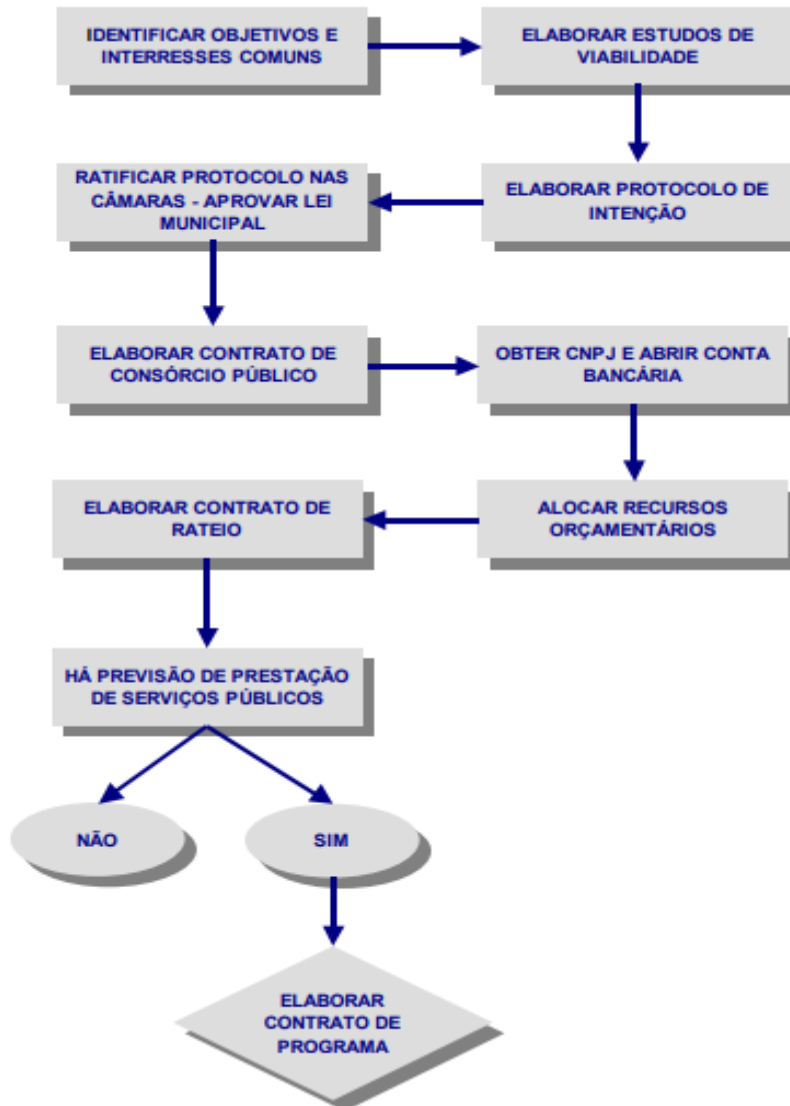 IDENTIFICAR OBJETIVOS E
INTERRESSES COMUNS
ELABORAR ESTUDOS DE
VIABILIDADE
ELABORAR PROTOCOLO DE
INTENÇÃO
RATIFICAR PROTOCOLO NAS
CÂMARAS - APROVAR LEI
MUNICIPAL
ELABORAR CONTRATO DE
CONSÓRCIO PÚBLICO
OBTER CNPJ E ABRIR CONTA
BANCÁRIA
ALOCAR RECURSOS
ORÇAMENTÁRIOS
ELABORAR CONTRATO DE
RATEIO
HÁ PREVISÃO DE PRESTAÇÃO
DE SERVIÇOS PÚBLICOS
NÃO
SIM
ELABORAR
CONTRATO DE
PROGRAMA